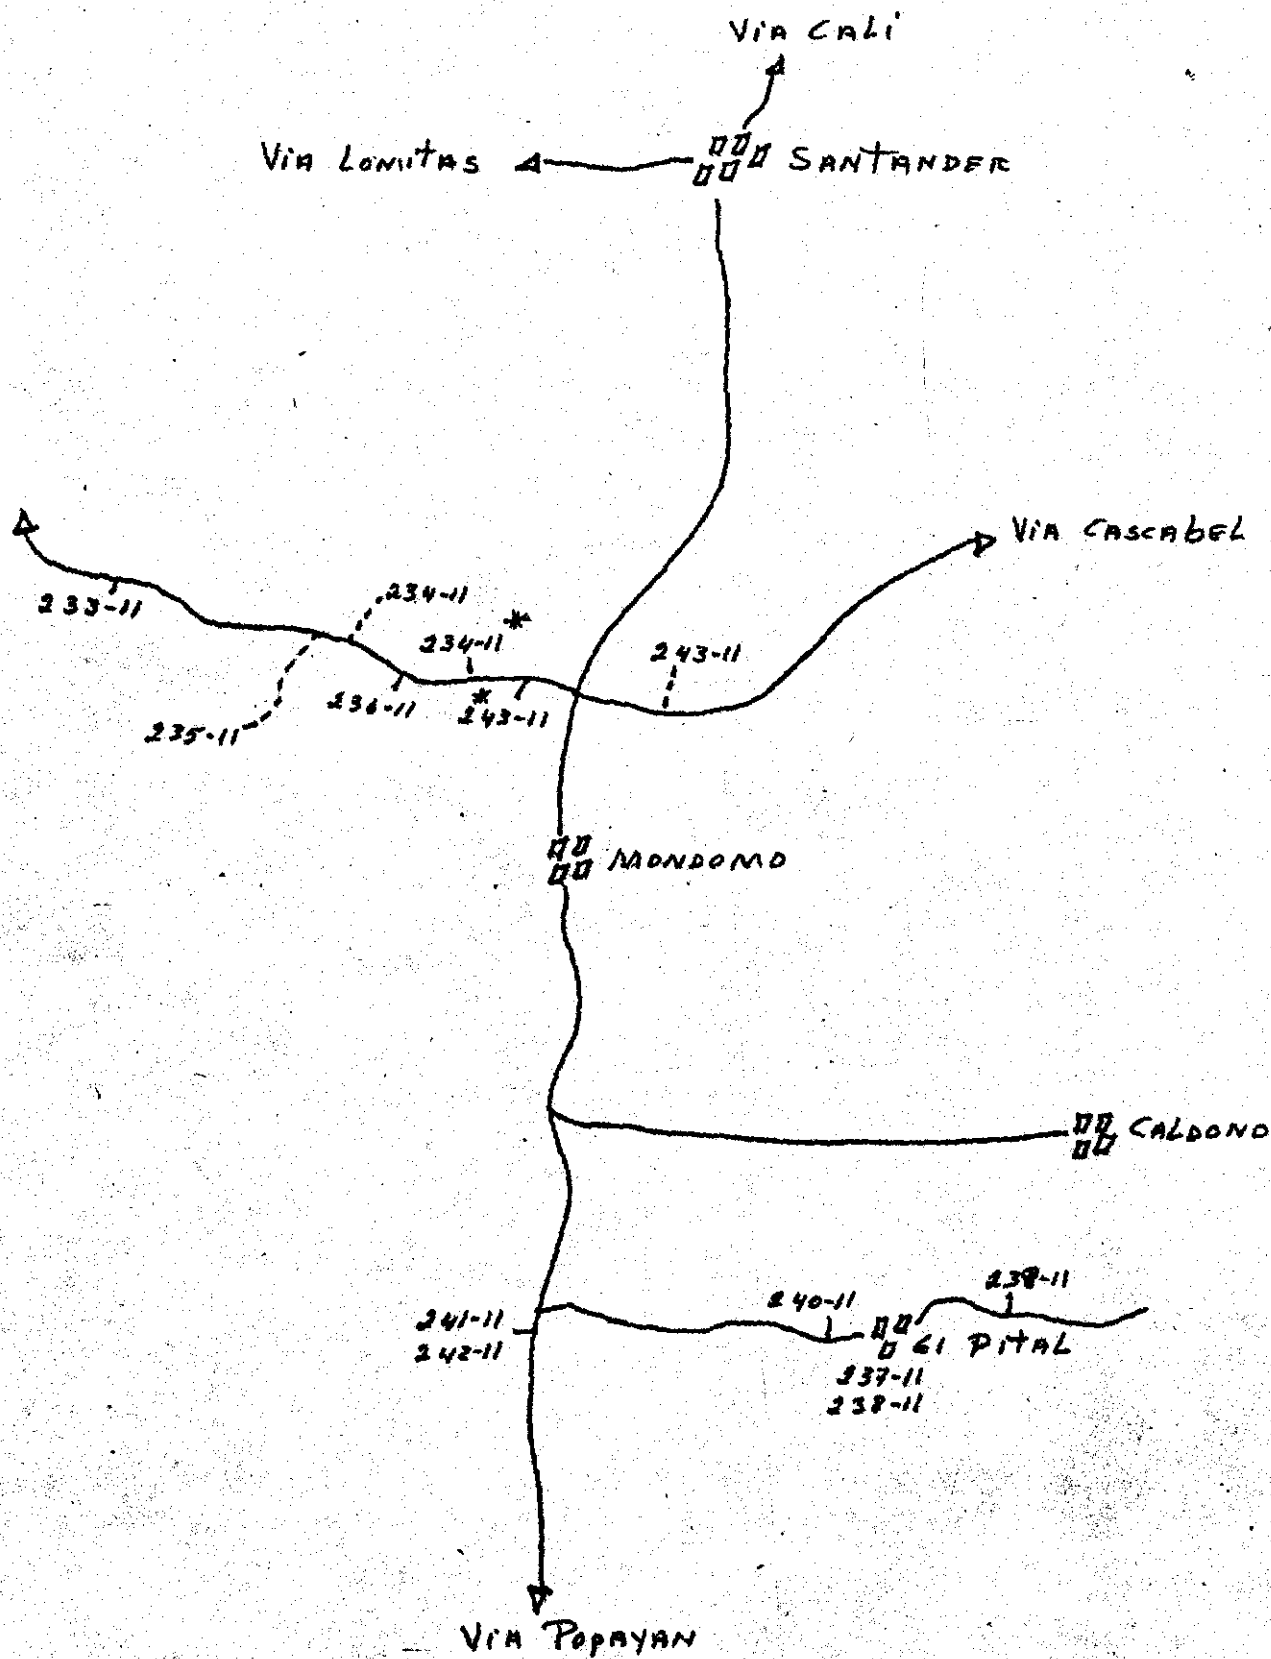 Via CALi
Via Lomitas
SANTANDER
ViA CASCAbEL
233-11
234-11
234-11 *
243-11
236-11
* 243-11
235-11
MONDOMO
CALDONO
238-11
240-11
241-11
242-11
El PitAL
237-11
238-11
ViA PopAYAN